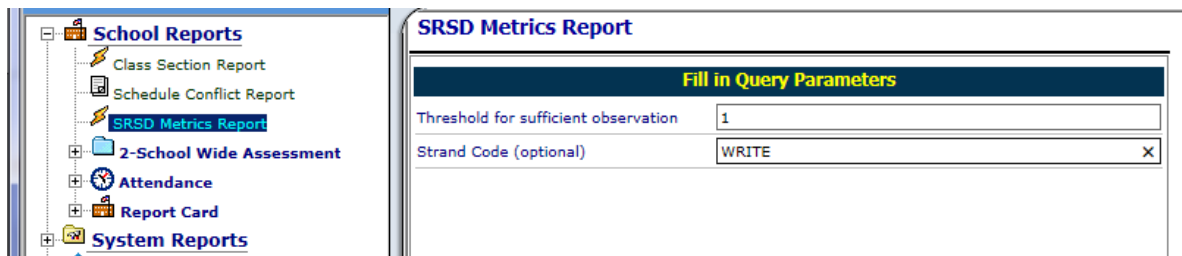 School Reports
Class Section Report
Schedule Conflict Report
SRSD Metrics Report
2-School Wide Assessment
Attendance
Report Card
System Reports
SRSD Metrics Report
Fill in Query Parameters
Threshold for sufficient observation 1
Strand Code (optional) WRITE